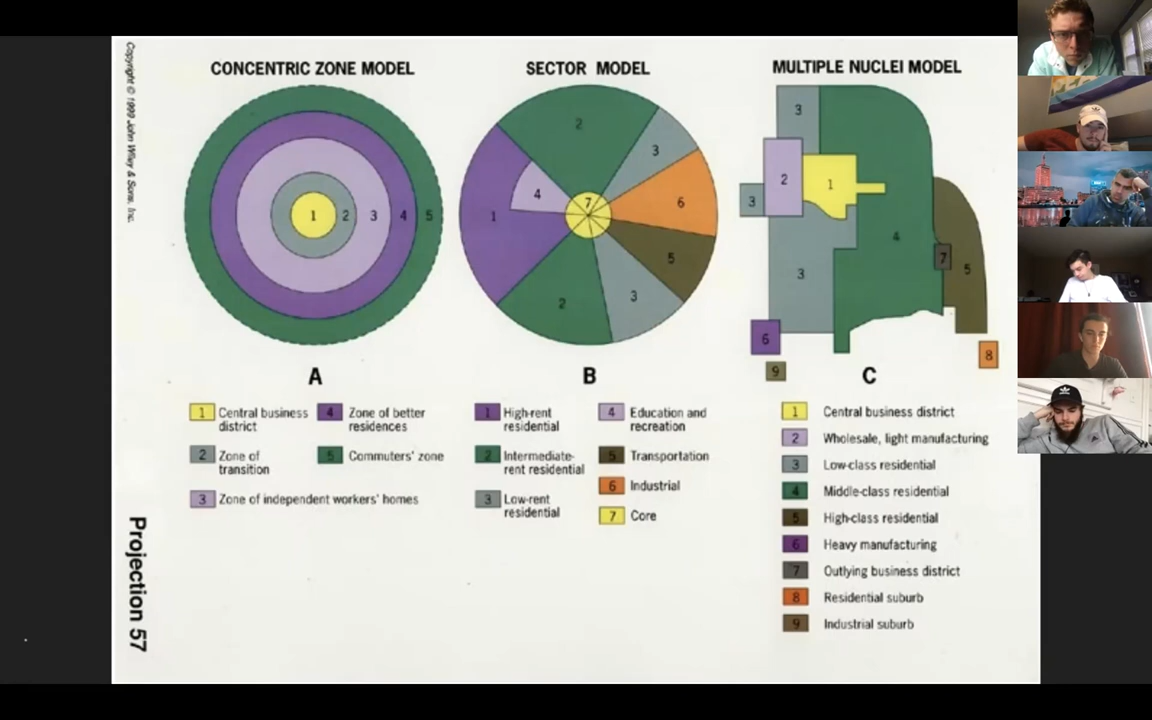 Copyright © 1999 John Wiley & Sons, Inc.
Projection 57
CONCENTRIC ZONE MODEL
1 2 3 4 5
A
1 Central business
district
2 Zone of
transition
3 Zone of independent workers' homes
4 Zone of better
residences
5 Commuters' zone
SECTOR MODEL
2
3
4
7
1
6
5
2
3
B
1 High-rent
residential
2 Intermediate-
rent residential
3 Low-rent
residential
4 Education and
recreation
5 Transportation
6 Industrial
7 Core
MULTIPLE NUCLEI MODEL
3
2
1
3
4
7
5
3
6
8
9
C
1 Central business district
2 Wholesale, light manufacturing
3 Low-class residential
4 Middle-class residential
5 High-class residential
6 Heavy manufacturing
7 Outlying business district
8 Residential suburb
9 Industrial suburb